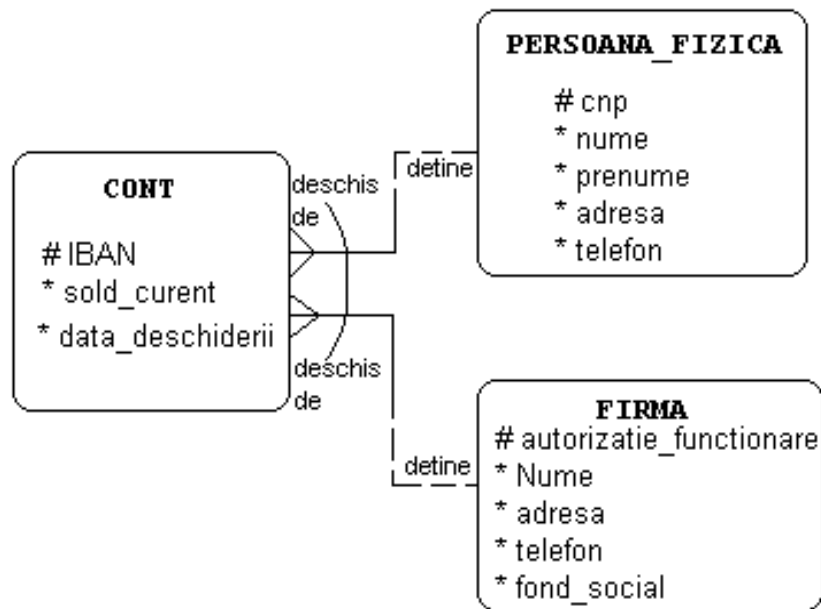 PERSOANA_FIZICA
# cnp
* nume
* prenume
* adresa
* telefon
detine
CONT
# IBAN
* sold_curent
* data_deschiderii
deschis
de
deschis
de
detine
FIRMA
# autorizatie_functionare
* Nume
* adresa
* telefon
* fond_social